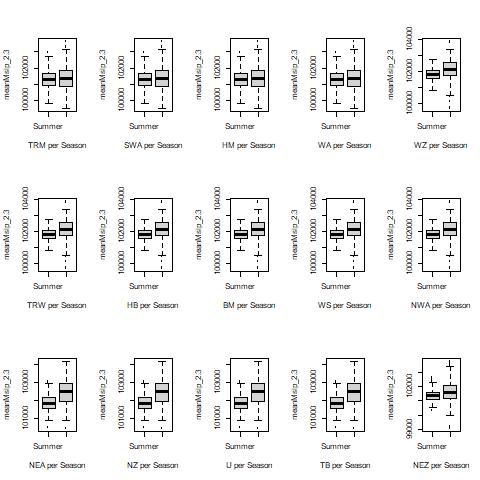 meanMslp_2.3 meanMslp_2.3 meanMslp_2.3 meanMslp_2.3 meanMslp_2.3
100000 102000 100000 102000 100000 102000 100000 102000 100000 102000 104000
Summer Summer Summer Summer Summer
TRM per Season SWA per Season HM per Season WA per Season WZ per Season
meanMslp_2.3 meanMslp_2.3 meanMslp_2.3 meanMslp_2.3 meanMslp_2.3
100000 102000 104000 100000 102000 104000 100000 102000 104000 100000 102000 104000 100000 102000 104000
Summer Summer Summer Summer Summer
TRW per Season HB per Season BM per Season WS per Season NWA per Season
meanMslp_2.3 meanMslp_2.3 meanMslp_2.3 meanMslp_2.3 meanMslp_2.3
101000 103000 101000 103000 101000 103000 101000 103000 99000 102000
Summer Summer Summer Summer Summer
NEA per Season NZ per Season U per Season TB per Season NEZ per Season